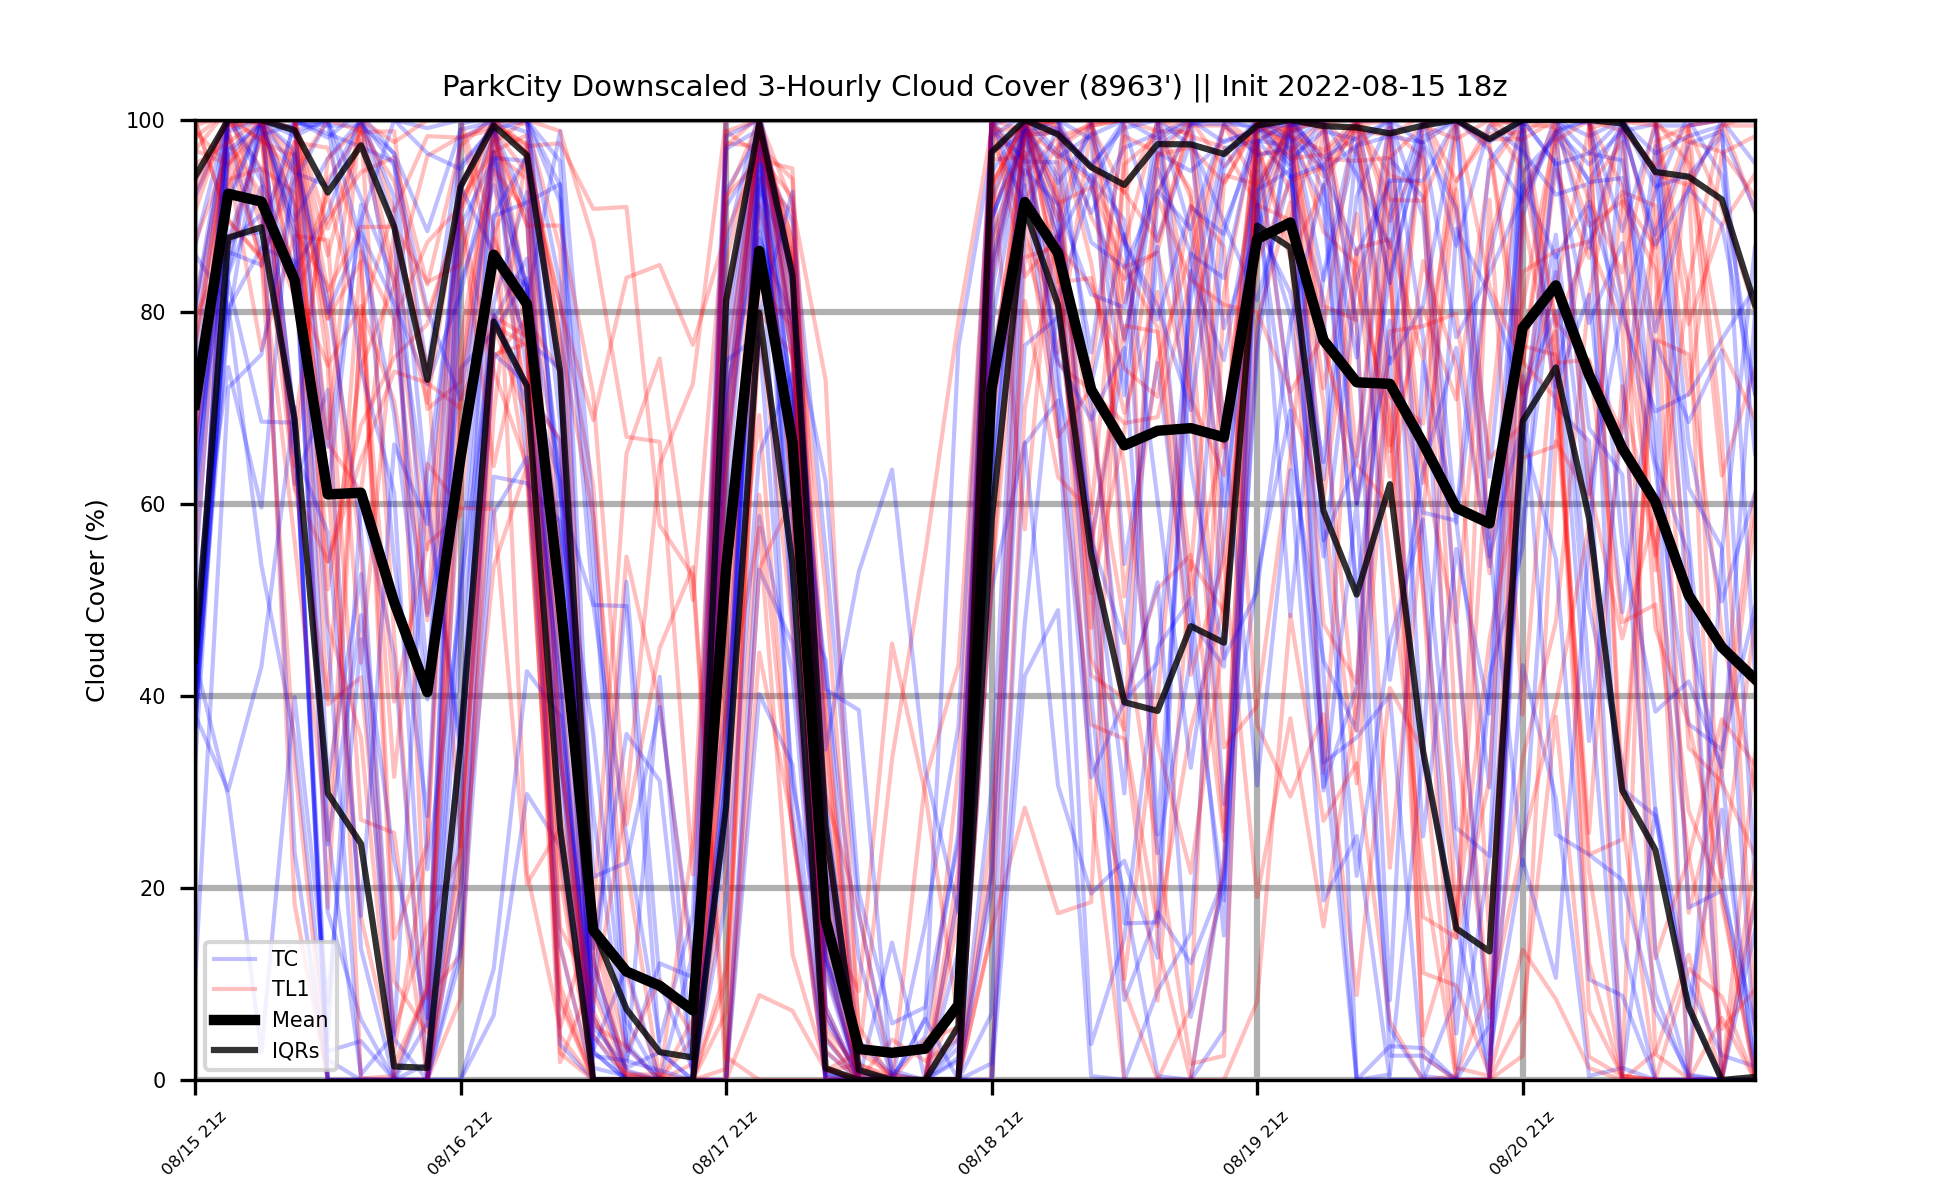 ParkCity Downscaled 3-Hourly Cloud Cover (8963') || Init 2022-08-15 18z
Cloud Cover (%)
100
80
60
40
20
0
TC
TL1
Mean
IQRs
08/15 21z
08/16 21z
08/17 21z
08/18 21z
08/19 21z
08/20 21z